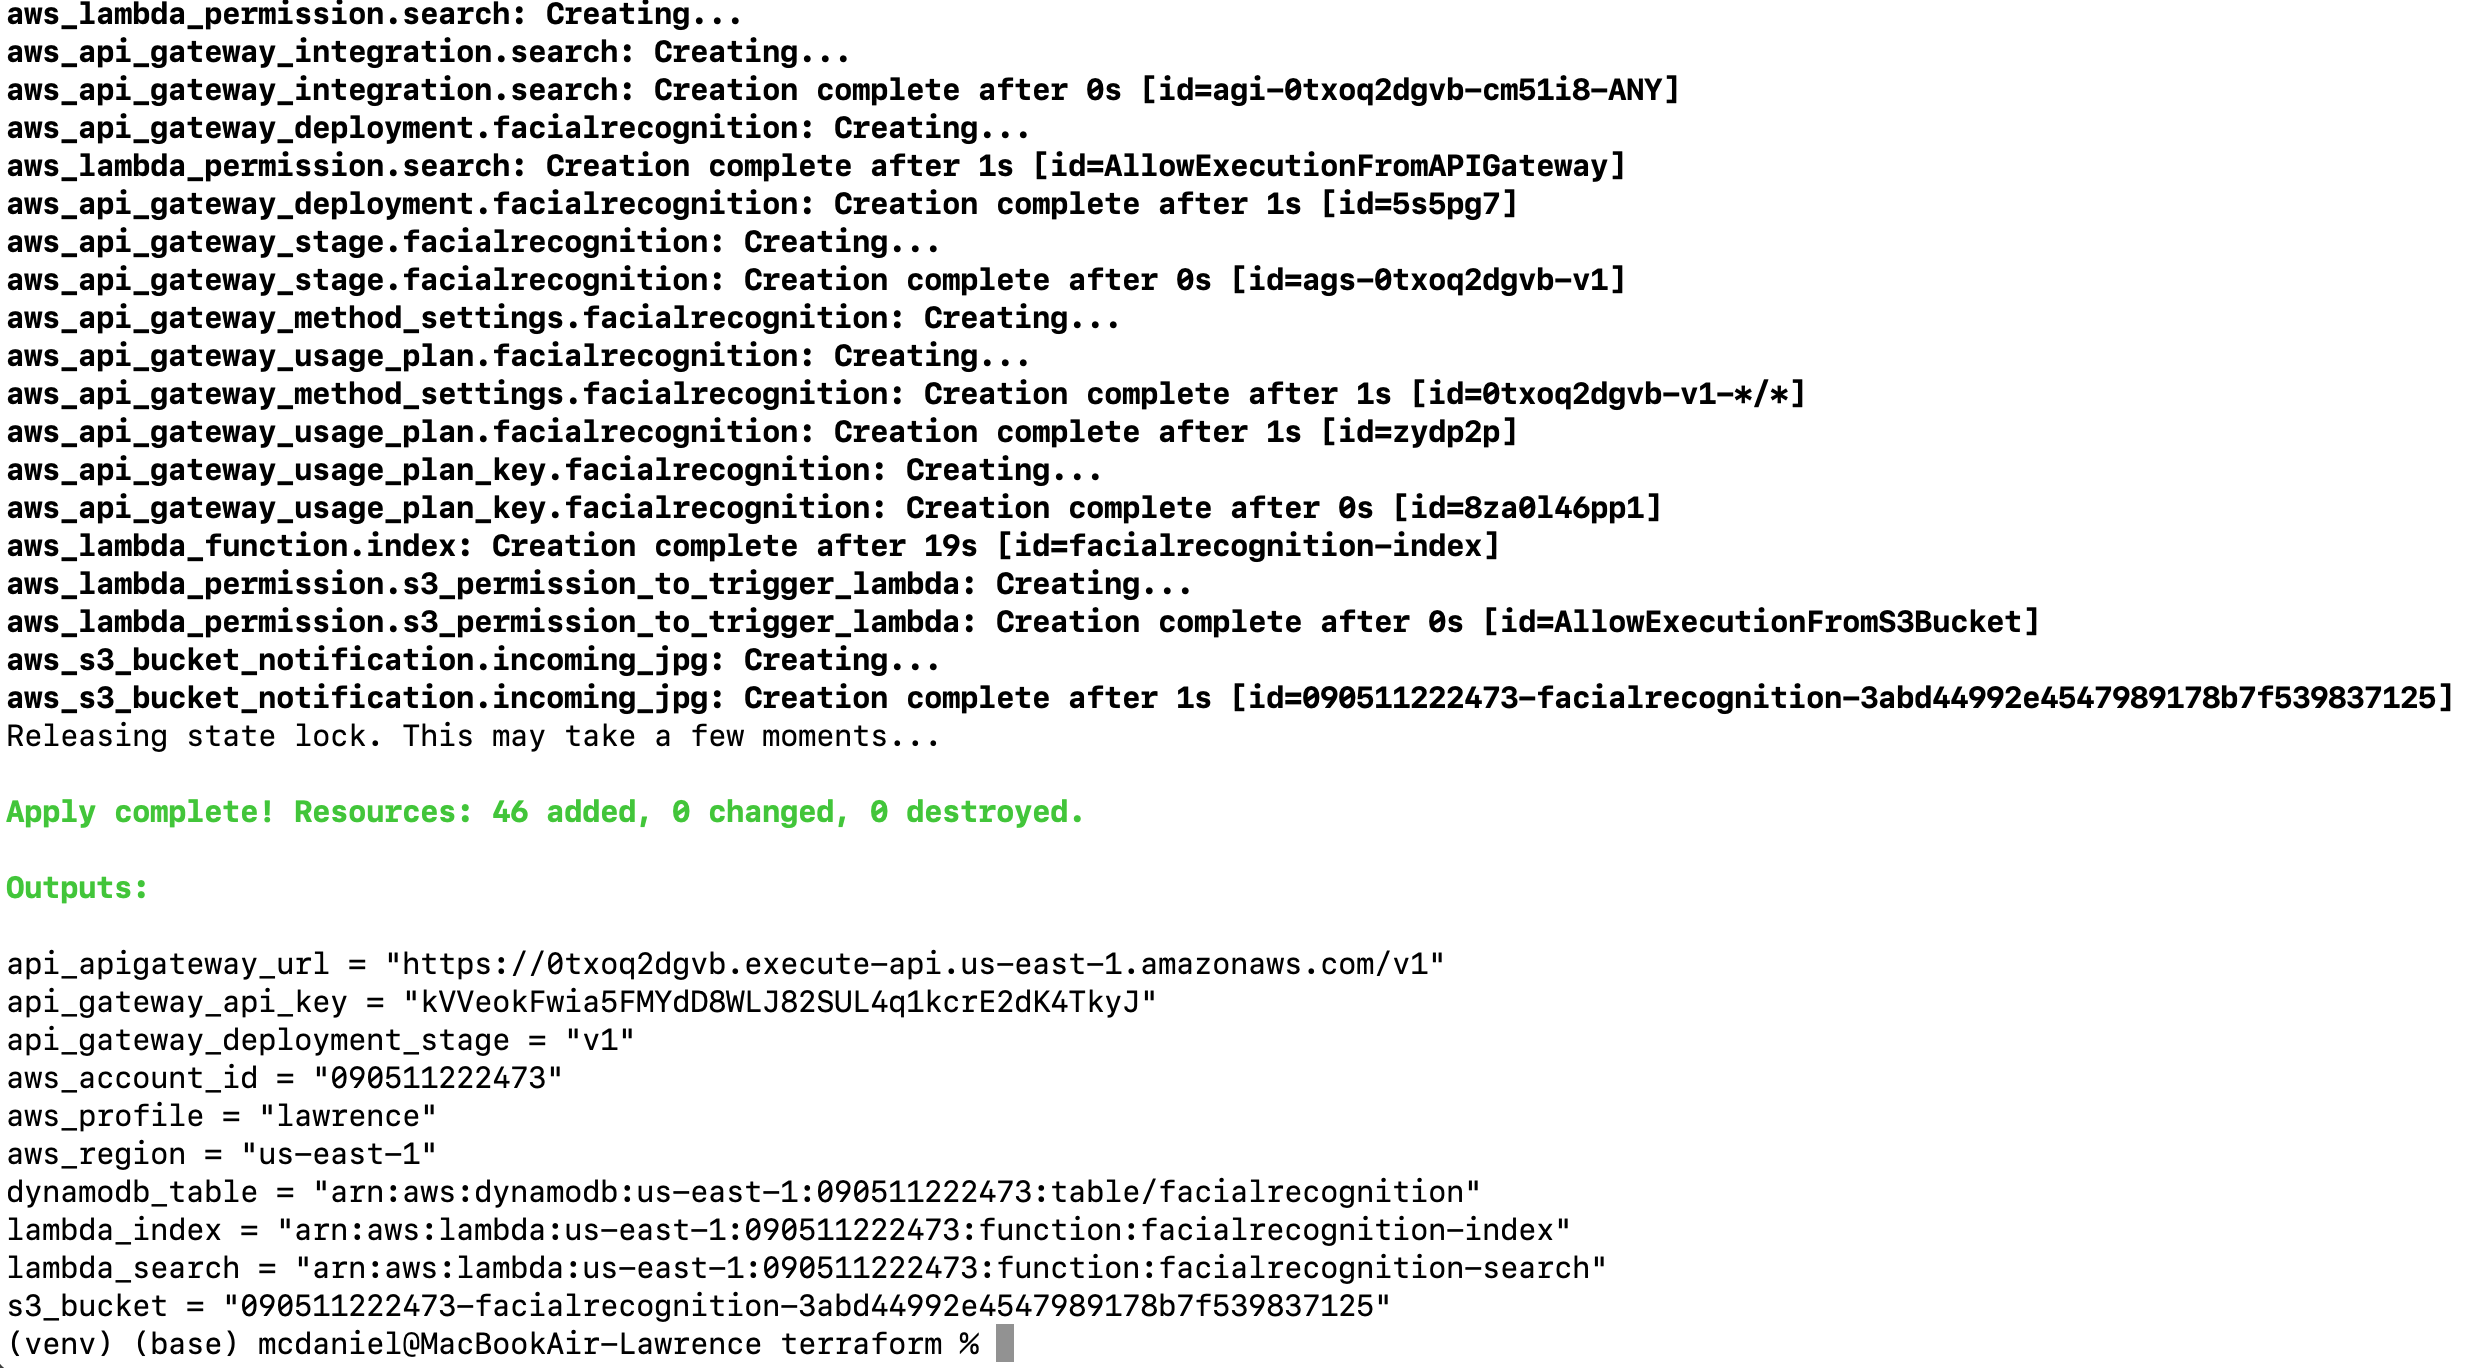 aws_lambda_permission.search: Creating...
aws_api_gateway_integration.search: Creating...
aws_api_gateway_integration.search: Creation complete after 0s [id=agi-0txoq2dgvb-cm51i8-ANY]
aws_api_gateway_deployment.facialrecognition: Creating...
aws_lambda_permission.search: Creation complete after 1s [id=AllowExecutionFromAPIGateway]
aws_api_gateway_deployment.facialrecognition: Creation complete after 1s [id=5s5pg7]
aws_api_gateway_stage.facialrecognition: Creating...
aws_api_gateway_stage.facialrecognition: Creation complete after 0s [id=ags-0txoq2dgvb-v1]
aws_api_gateway_method_settings.facialrecognition: Creating...
aws_api_gateway_usage_plan.facialrecognition: Creating...
aws_api_gateway_method_settings.facialrecognition: Creation complete after 1s [id=0txoq2dgvb-v1-*/*]
aws_api_gateway_usage_plan.facialrecognition: Creation complete after 1s [id=zydp2p]
aws_api_gateway_usage_plan_key.facialrecognition: Creating...
aws_api_gateway_usage_plan_key.facialrecognition: Creation complete after 0s [id=8za0l46pp1]
aws_lambda_function.index: Creation complete after 19s [id=facialrecognition-index]
aws_lambda_permission.s3_permission_to_trigger_lambda: Creating...
aws_lambda_permission.s3_permission_to_trigger_lambda: Creation complete after 0s [id=AllowExecutionFromS3Bucket]
aws_s3_bucket_notification.incoming_jpg: Creating...
aws_s3_bucket_notification.incoming_jpg: Creation complete after 1s [id=090511222473-facialrecognition-3abd44992e4547989178b7f539837125]
Releasing state lock. This may take a few moments...
Apply complete! Resources: 46 added, 0 changed, 0 destroyed.
Outputs:
api_apigateway_url = "https://0txoq2dgvb.execute-api.us-east-1.amazonaws.com/v1"
api_gateway_api_key = "kVVeokFwia5FMYdD8WLJ82SUL4q1kcrE2dK4TkyJ"
api_gateway_deployment_stage = "v1"
aws_account_id = "090511222473"
aws_profile = "lawrence"
aws_region = "us-east-1"
dynamodb_table = "arn:aws:dynamodb:us-east-1:090511222473:table/facialrecognition"
lambda_index = "arn:aws:lambda:us-east-1:090511222473:function:facialrecognition-index"
lambda_search = "arn:aws:lambda:us-east-1:090511222473:function:facialrecognition-search"
s3_bucket = "090511222473-facialrecognition-3abd44992e4547989178b7f539837125"
(venv) (base) mcdaniel@MacBookAir-Lawrence terraform %